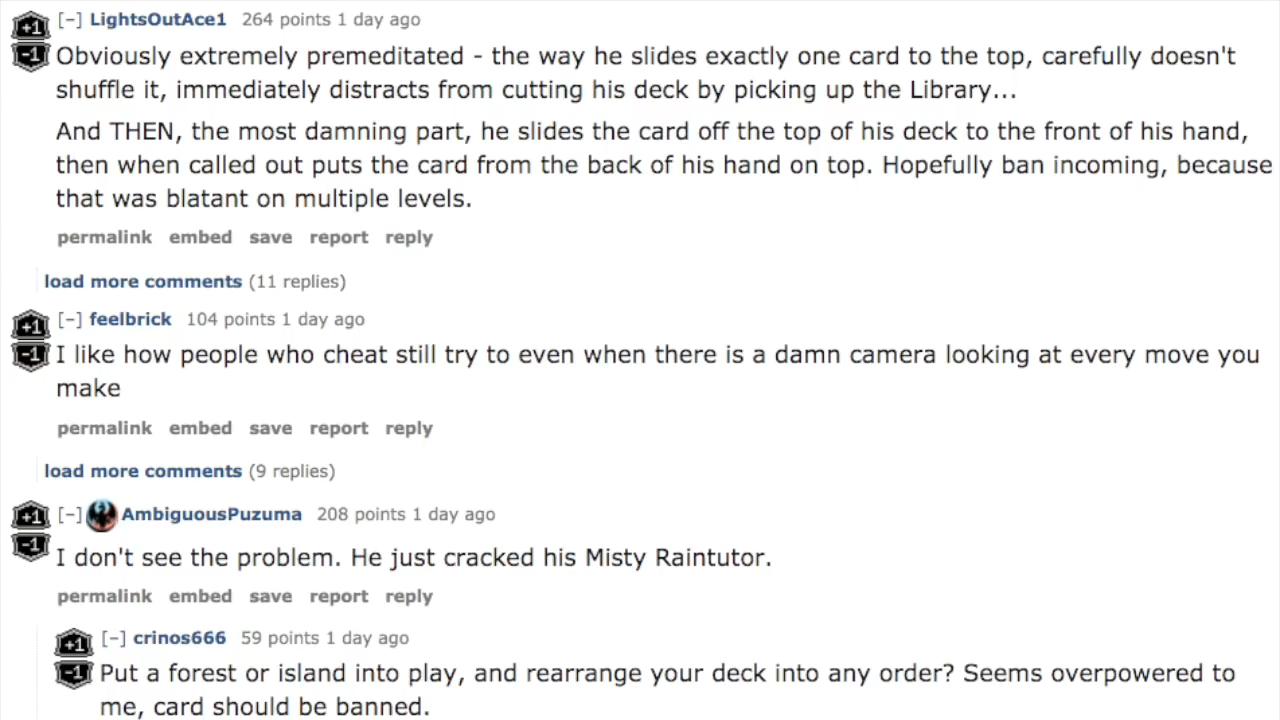 +1 [–] LightsOutAce1 264 points 1 day ago
-1 Obviously extremely premeditated - the way he slides exactly one card to the top, carefully doesn't
shuffle it, immediately distracts from cutting his deck by picking up the Library...
And THEN, the most damning part, he slides the card off the top of his deck to the front of his hand,
then when called out puts the card from the back of his hand on top. Hopefully ban incoming, because
that was blatant on multiple levels.
permalink embed save report reply
load more comments (11 replies)
+1 [–] feelbrick 104 points 1 day ago
-1 I like how people who cheat still try to even when there is a damn camera looking at every move you
make
permalink embed save report reply
load more comments (9 replies)
+1 [–] AmbiguousPuzuma 208 points 1 day ago
-1 I don't see the problem. He just cracked his Misty Raintutor.
permalink embed save report reply
+1 [–] crinos666 59 points 1 day ago
-1 Put a forest or island into play, and rearrange your deck into any order? Seems overpowered to
me, card should be banned.